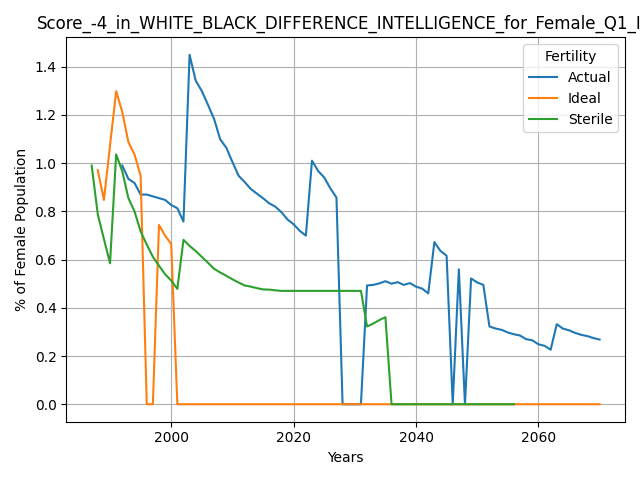 Score_-4_in_WHITE_BLACK_DIFFERENCE_INTELLIGENCE_for_Female_Q1_I
Fertility
Actual
Ideal
Sterile
1.4
1.2
1.0
0.8
0.6
0.4
0.2
0.0
% of Female Population
2000
2020
2040
2060
Years